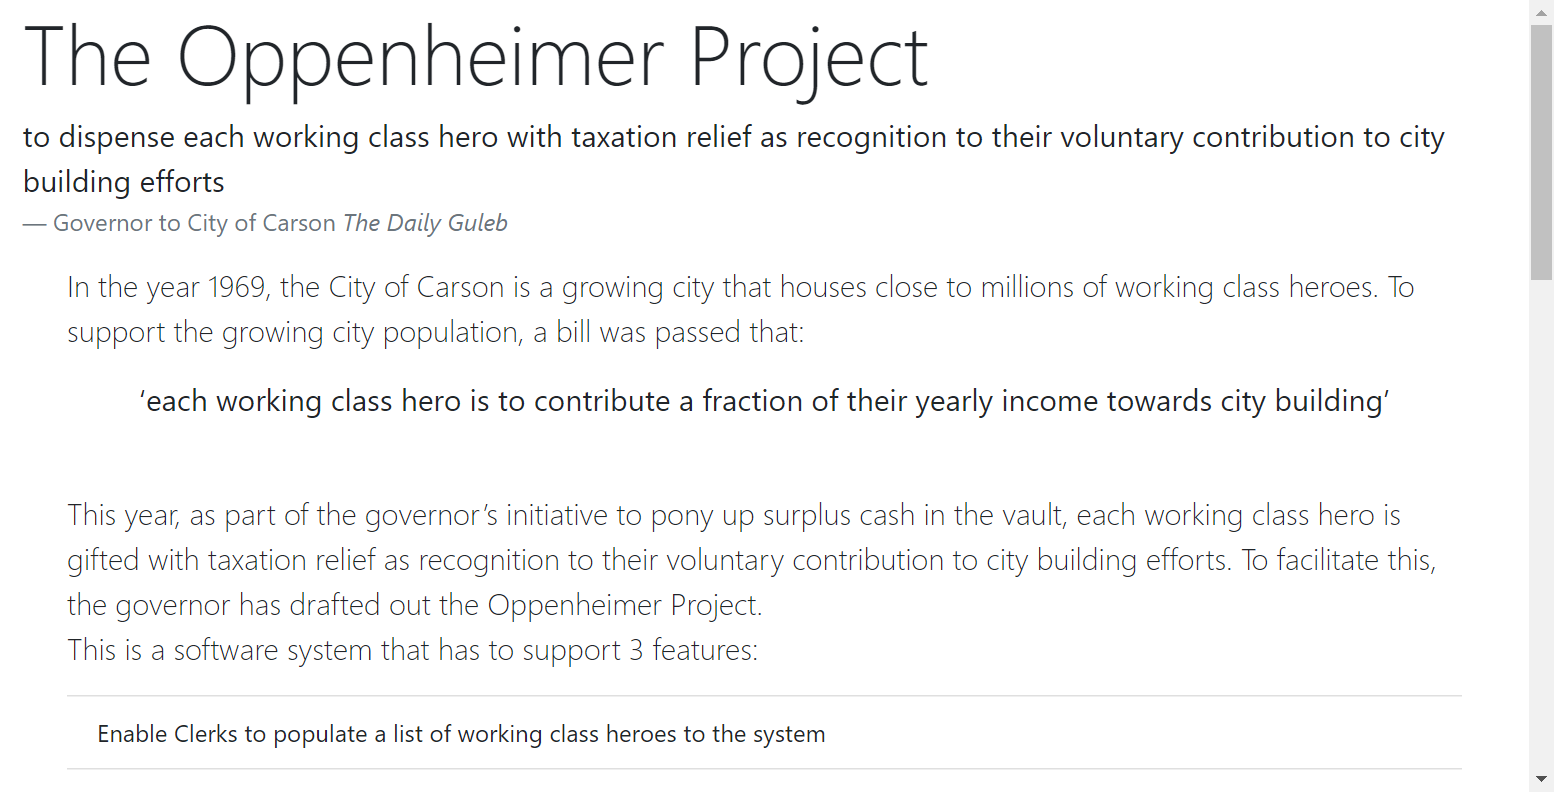 The Oppenheimer Project
to dispense each working class hero with taxation relief as recognition to their voluntary contribution to city
building efforts
— Governor to City of Carson The Daily Guleb
In the year 1969, the City of Carson is a growing city that houses close to millions of working class heroes. To
support the growing city population, a bill was passed that:
‘each working class hero is to contribute a fraction of their yearly income towards city building’
This year, as part of the governor’s initiative to pony up surplus cash in the vault, each working class hero is
gifted with taxation relief as recognition to their voluntary contribution to city building efforts. To facilitate this,
the governor has drafted out the Oppenheimer Project.
This is a software system that has to support 3 features:
Enable Clerks to populate a list of working class heroes to the system